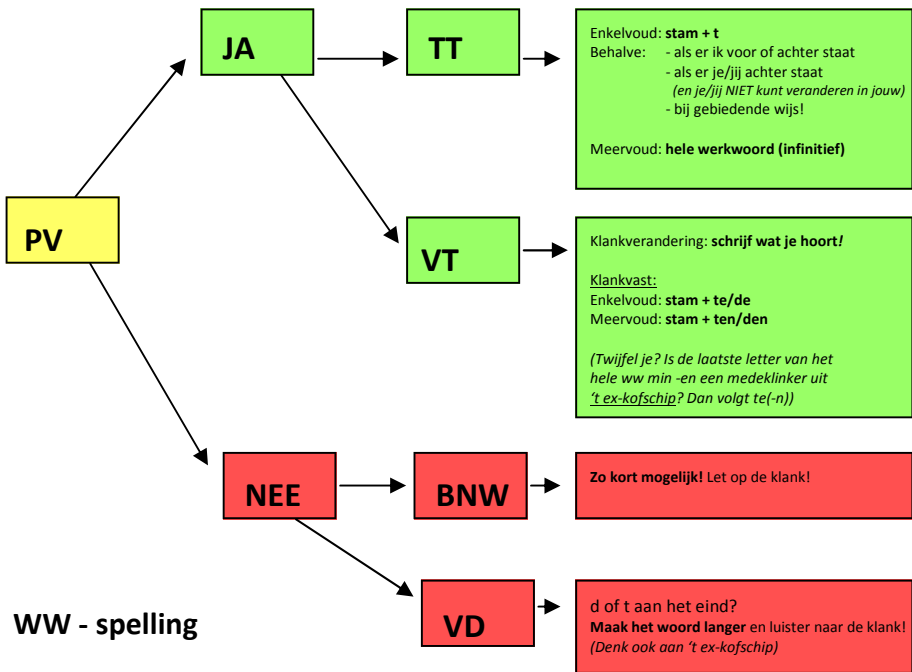 JA
TT
Enkelvoud: stam + t
Behalve: - als er ik voor of achter staat
- als er je/jij achter staat
(en je/jij NIET kunt veranderen in jouw)
- bij gebiedende wijs!
Meervoud: hele werkwoord (infinitief)
PV
VT
Klankverandering: schrijf wat je hoort!
Klankvast:
Enkelvoud: stam + te/de
Meervoud: stam + ten/den
(Twijfel je? Is de laatste letter van het
hele ww min -en een medeklinker uit
‘t ex-kofschip? Dan volgt te(-n))
NEE
BNW
Zo kort mogelijk! Let op de klank!
VD
d of t aan het eind?
Maak het woord langer en luister naar de klank!
(Denk ook aan ‘t ex-kofschip)
WW - spelling